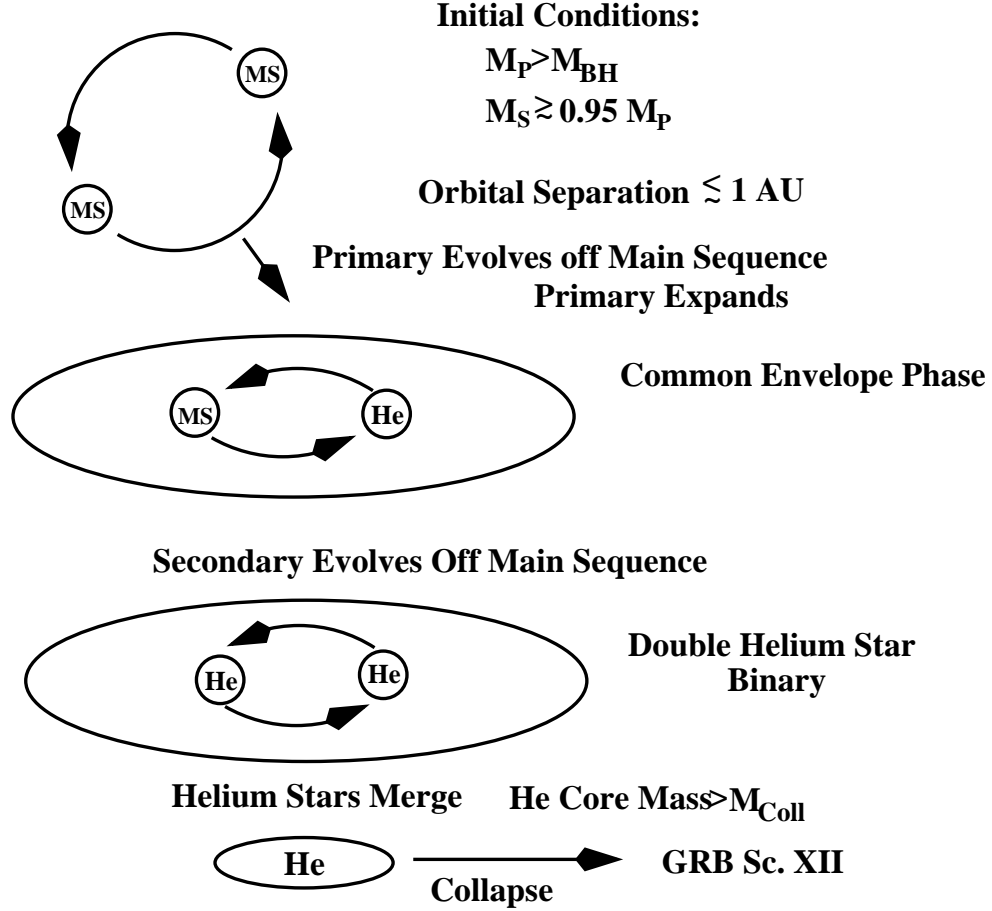 Initial Conditions:
M_P>M_BH
MS
M_S ≳ 0.95 M_P
Orbital Separation ≲ 1 AU
MS
Primary Evolves off Main Sequence
Primary Expands
Common Envelope Phase
MS He
Secondary Evolves Off Main Sequence
Double Helium Star
Binary
He He
Helium Stars Merge He Core Mass>M_Coll
He GRB Sc. XII
Collapse